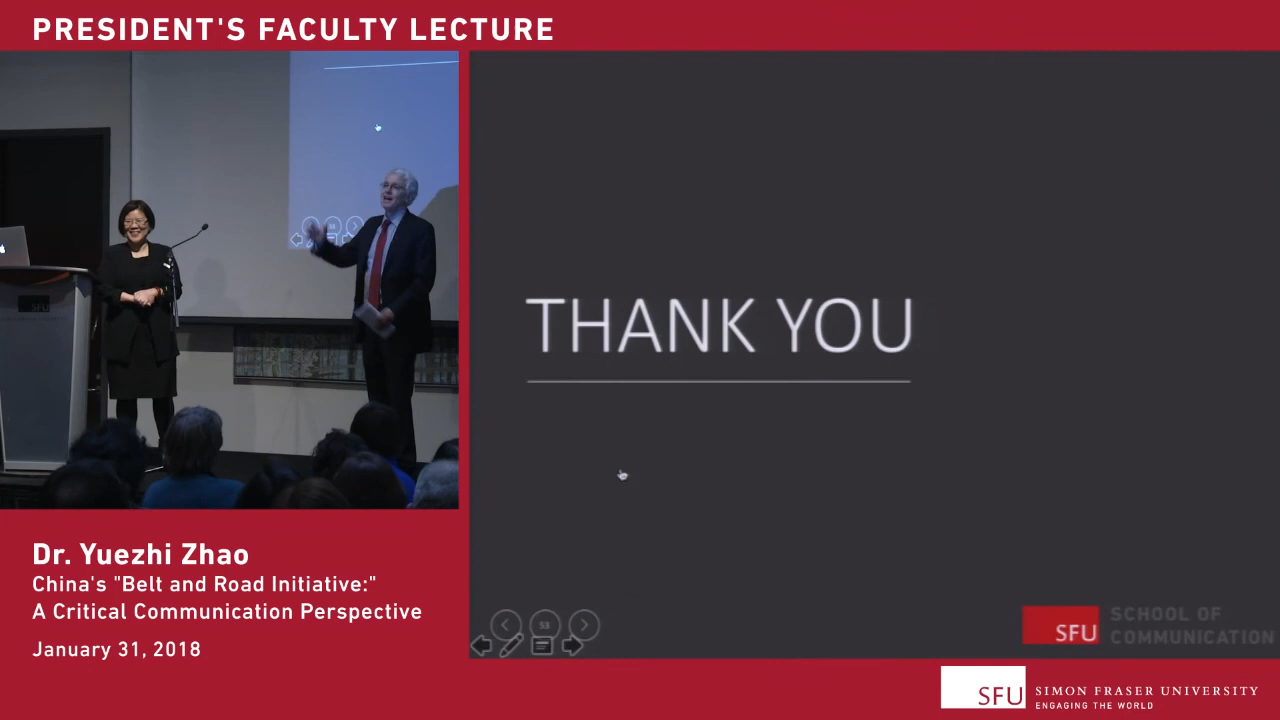 PRESIDENT'S FACULTY LECTURE
SFU
THANK YOU
53
SFU
SCHOOL OF
COMMUNICATION
Dr. Yuezhi Zhao
China's "Belt and Road Initiative:"
A Critical Communication Perspective
January 31, 2018
SFU
SIMON FRASER UNIVERSITY
ENGAGING THE WORLD